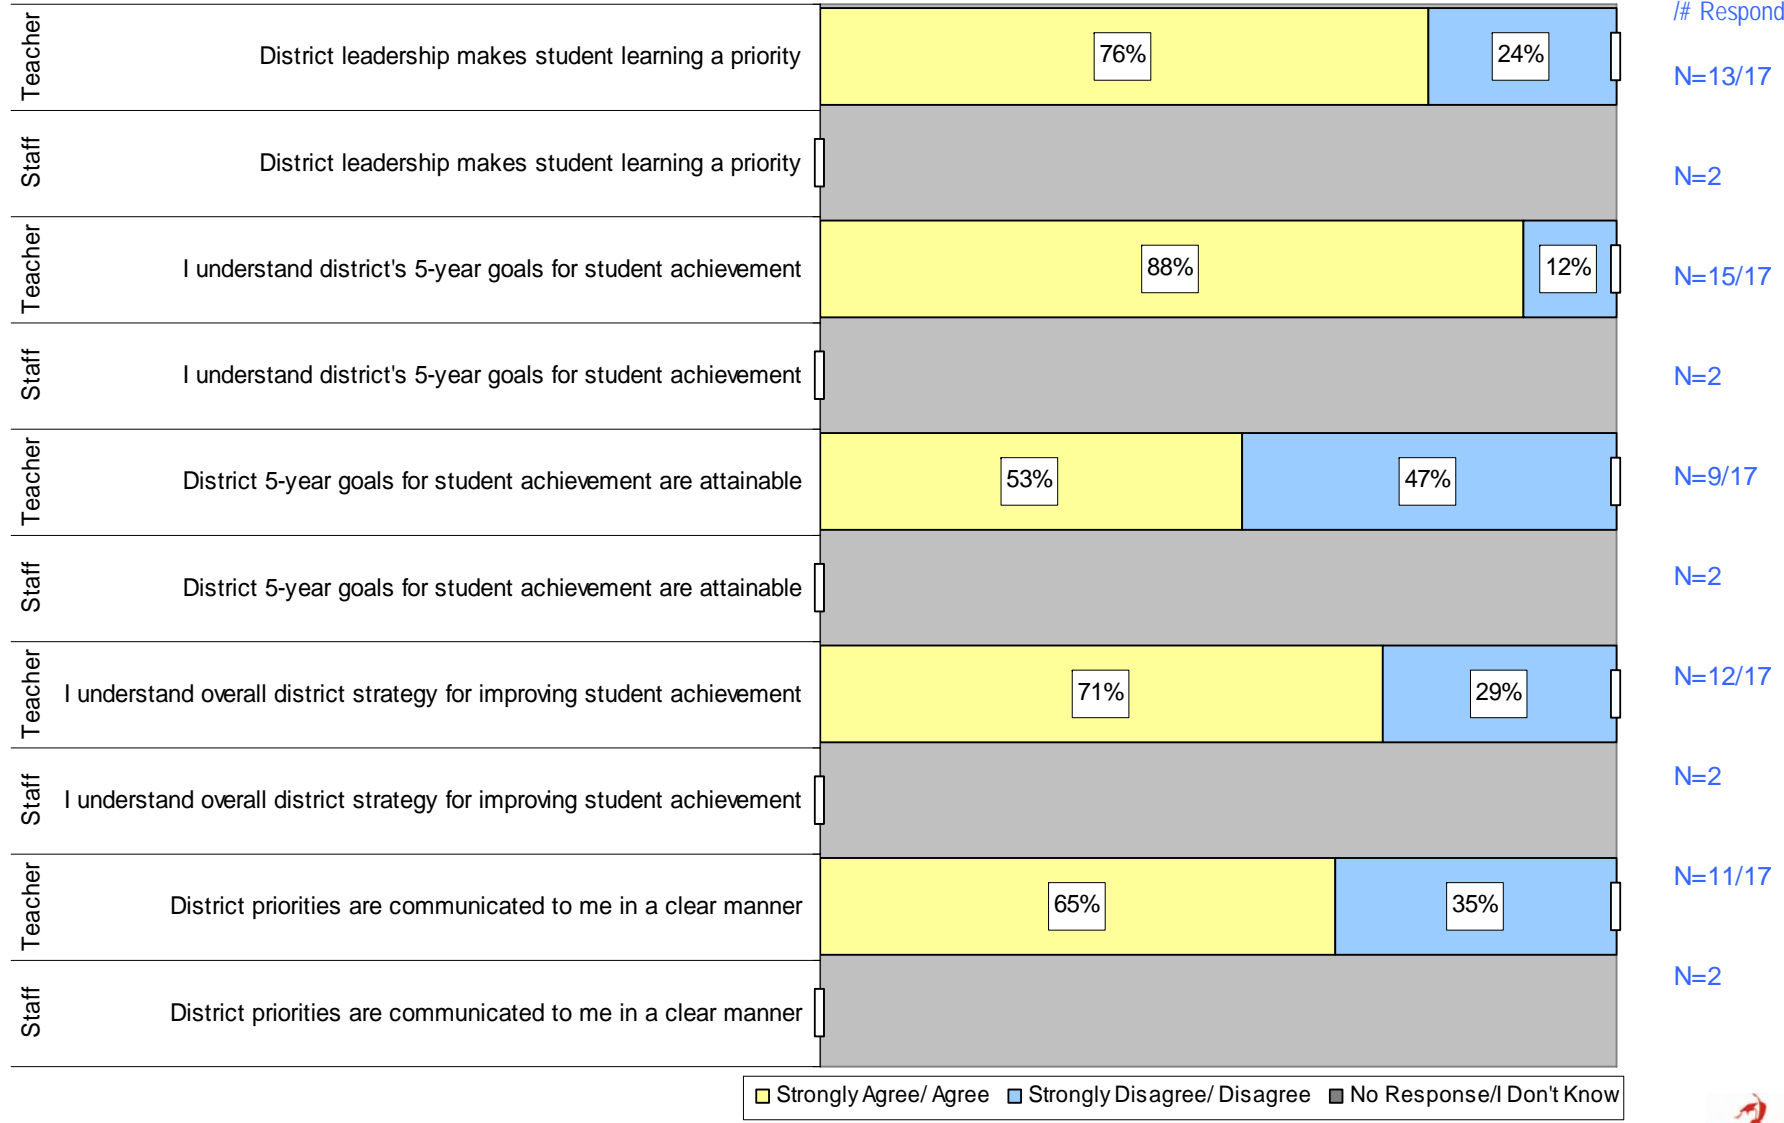 /# Respond
Teacher
District leadership makes student learning a priority
76%
24%
N=13/17
Staff
District leadership makes student learning a priority
N=2
Teacher
I understand district's 5-year goals for student achievement
88%
12%
N=15/17
Staff
I understand district's 5-year goals for student achievement
N=2
Teacher
District 5-year goals for student achievement are attainable
53%
47%
N=9/17
Staff
District 5-year goals for student achievement are attainable
N=2
Teacher
I understand overall district strategy for improving student achievement
71%
29%
N=12/17
Staff
I understand overall district strategy for improving student achievement
N=2
Teacher
District priorities are communicated to me in a clear manner
65%
35%
N=11/17
Staff
District priorities are communicated to me in a clear manner
N=2
Strongly Agree/ Agree
Strongly Disagree/ Disagree
No Response/I Don't Know